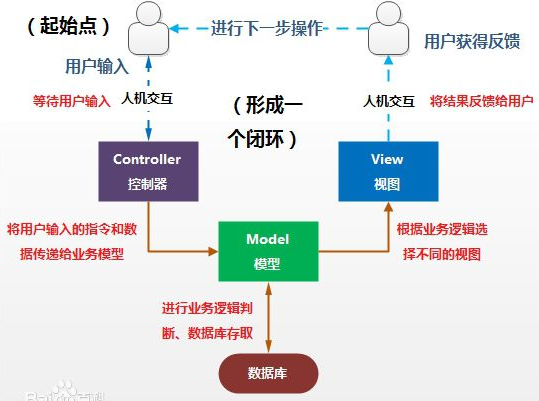 （起始点）
进行下一步操作
用户获得反馈
用户输入
等待用户输入
人机交互
（形成一
个闭环）
人机交互
将结果反馈给用户
Controller
控制器
View
视图
将用户输入的指令和数
据传递给业务模型
Model
模型
根据业务逻辑选
择不同的视图
进行业务逻辑判
断、数据库存取
数据库
Bai百科